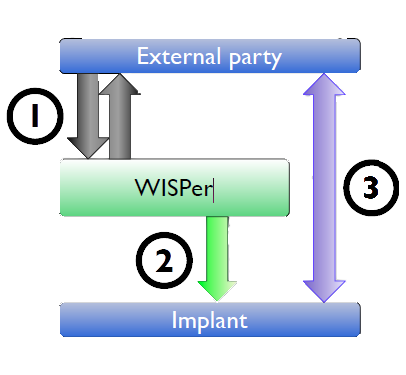 External party
1
WISPer
3
2
Implant